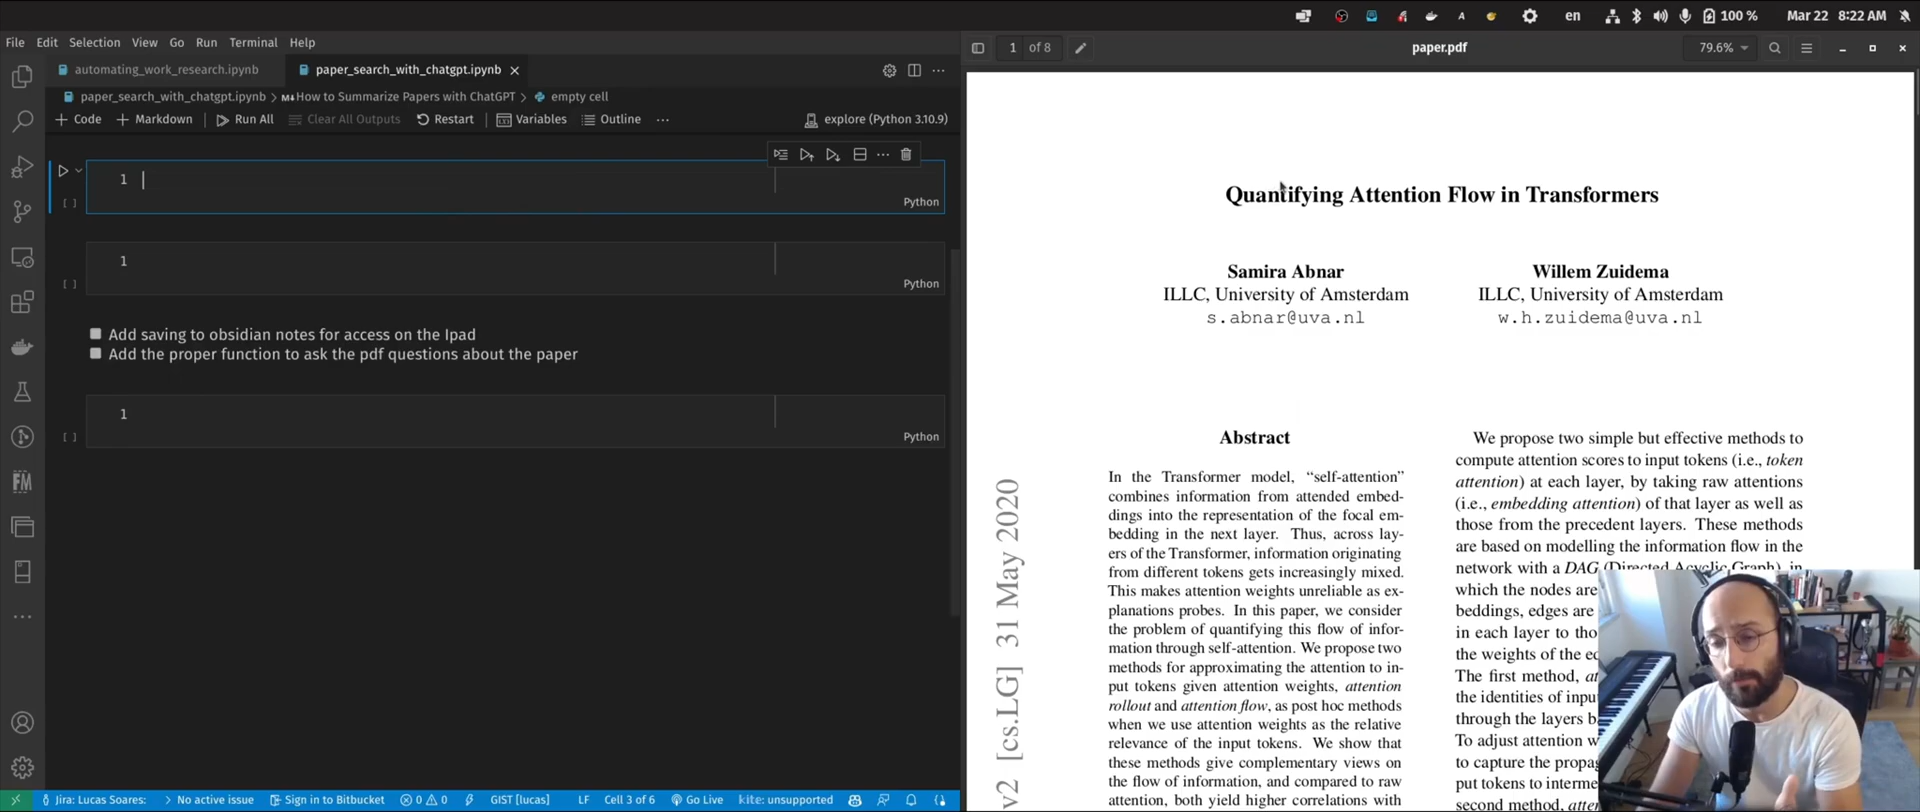 en
100 %
Mar 22 8:22 AM
File Edit Selection View Go Run Terminal Help
automating_work_research.ipynb
paper_search_with_chatgpt.ipynb
paper_search_with_chatgpt.ipynb > M↓How to Summarize Papers with ChatGPT > empty cell
+ Code + Markdown Run All Clear All Outputs Restart Variables Outline ...
explore (Python 3.10.9)
1
[ ]
Python
1
[ ]
Python
Add saving to obsidian notes for access on the Ipad
Add the proper function to ask the pdf questions about the paper
1
[ ]
Python
FM
Jira: Lucas Soares: > No active issue Sign in to Bitbucket 0 0 GIST [lucas] LF Cell 3 of 6 Go Live kite: unsupported
1 of 8
paper.pdf
79.6%
Quantifying Attention Flow in Transformers
Samira Abnar
ILLC, University of Amsterdam
s.abnar@uva.nl
Willem Zuidema
ILLC, University of Amsterdam
w.h.zuidema@uva.nl
v2 [cs.LG] 31 May 2020
Abstract
In the Transformer model, “self-attention”
combines information from attended embed-
dings into the representation of the focal em-
bedding in the next layer. Thus, across lay-
ers of the Transformer, information originating
from different tokens gets increasingly mixed.
This makes attention weights unreliable as ex-
planations probes. In this paper, we consider
the problem of quantifying this flow of infor-
mation through self-attention. We propose two
methods for approximating the attention to in-
put tokens given attention weights, attention
rollout and attention flow, as post hoc methods
when we use attention weights as the relative
relevance of the input tokens. We show that
these methods give complementary views on
the flow of information, and compared to raw
attention, both yield higher correlations with
We propose two simple but effective methods to
compute attention scores to input tokens (i.e., token
attention) at each layer, by taking raw attentions
(i.e., embedding attention) of that layer as well as
those from the precedent layers. These methods
are based on modelling the information flow in the
network with a DAG (Directed Acyclic Graph), in
which the nodes are
beddings, edges are
in each layer to tho
the weights of the
The first method,
the identities of inpu
through the layers
To adjust attention w
to capture the propa
put tokens to interme
second method,